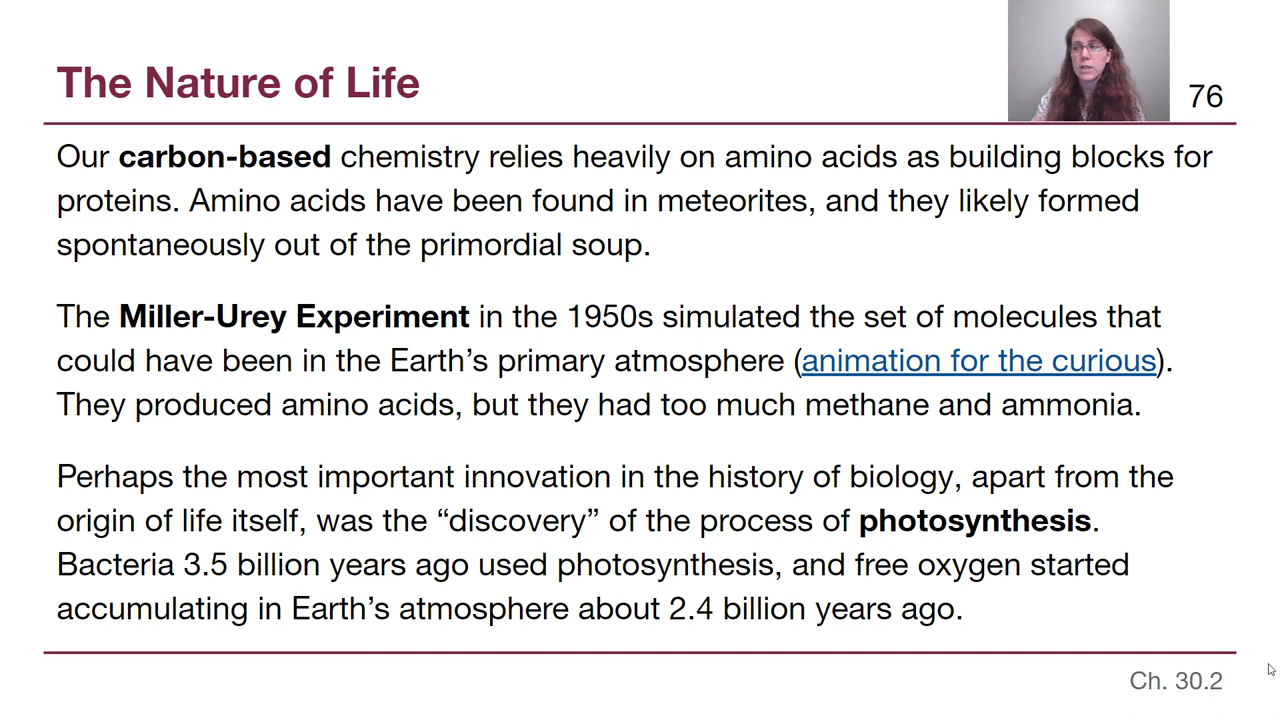 The Nature of Life
76
Our carbon-based chemistry relies heavily on amino acids as building blocks for
proteins. Amino acids have been found in meteorites, and they likely formed
spontaneously out of the primordial soup.
The Miller-Urey Experiment in the 1950s simulated the set of molecules that
could have been in the Earth’s primary atmosphere (animation for the curious).
They produced amino acids, but they had too much methane and ammonia.
Perhaps the most important innovation in the history of biology, apart from the
origin of life itself, was the “discovery” of the process of photosynthesis.
Bacteria 3.5 billion years ago used photosynthesis, and free oxygen started
accumulating in Earth’s atmosphere about 2.4 billion years ago.
Ch. 30.2